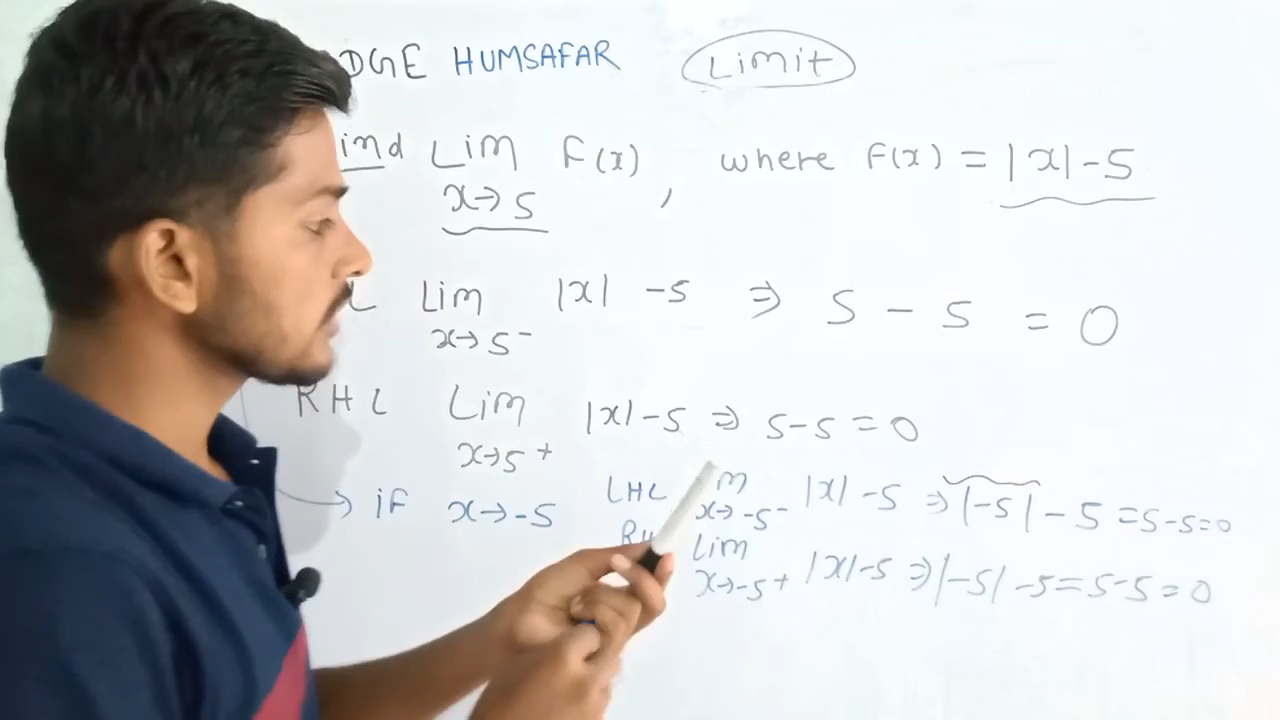 DGE HUMSAFAR Limit
ind Lim F(x), where F(x) = |x|-5
x→5
L Lim |x| -5 ⇒ 5 - 5 = 0
x→5⁻
RHL Lim |x|-5 ⇒ 5-5=0
x→5⁺
→ if x→-5 LHL im |x|-5 ⇒ |-5|-5=5-5=0
x→-5⁻
Lim |x|-5 ⇒ |-5|-5=5-5=0
x→-5+